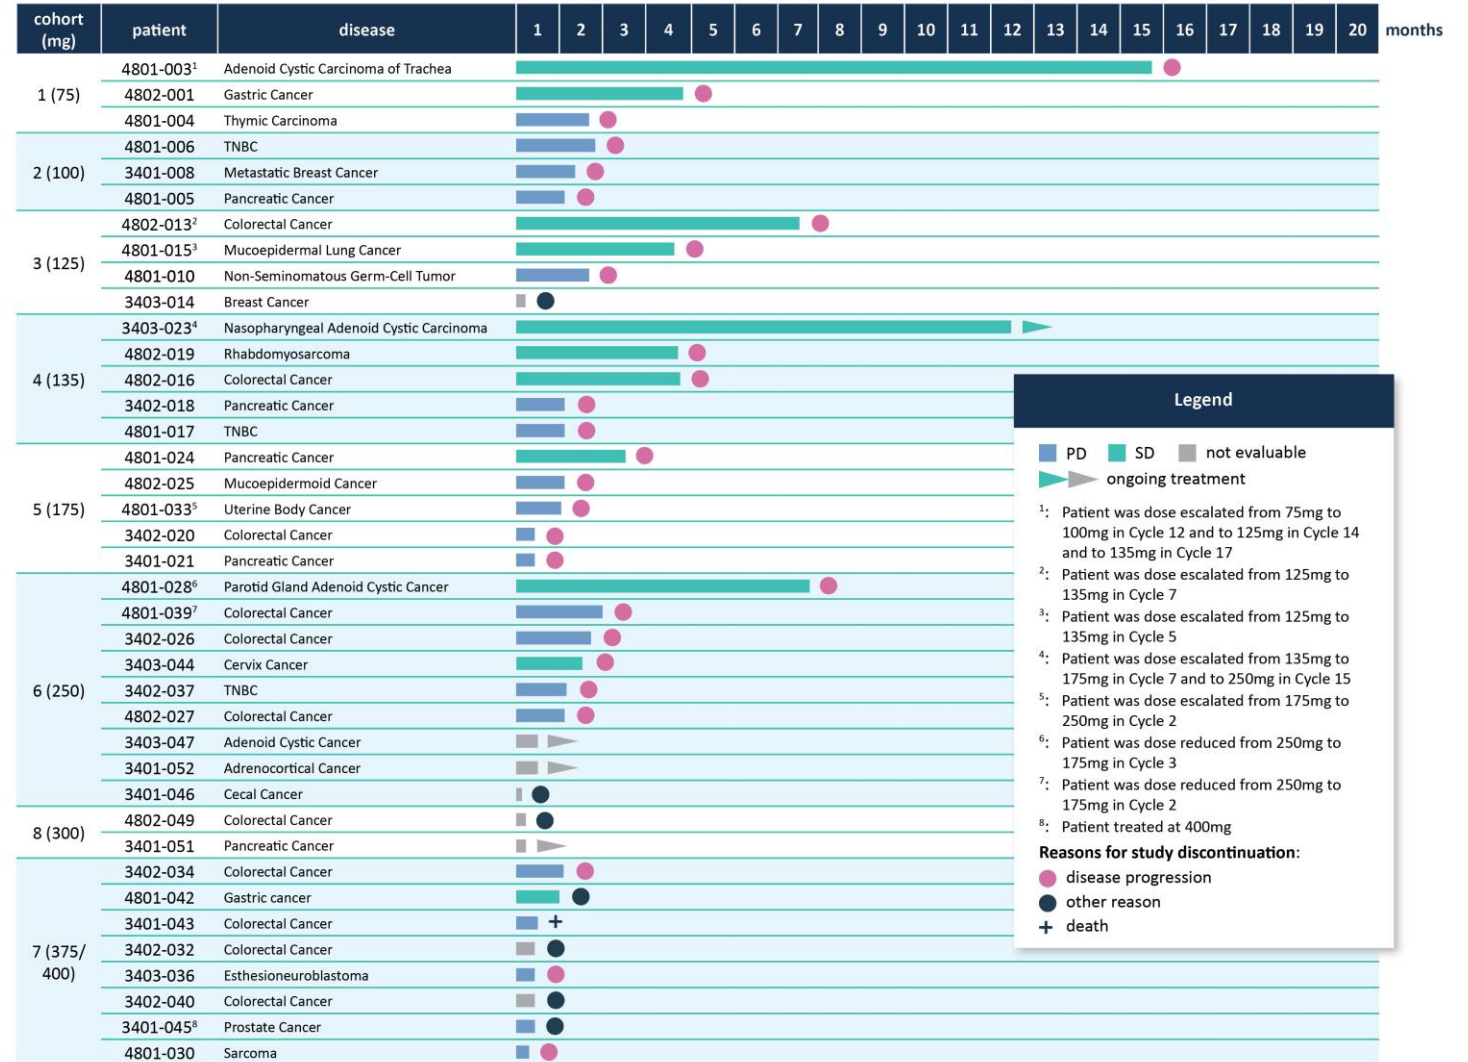 cohort (mg) patient disease 1 2 3 4 5 6 7 8 9 10 11 12 13 14 15 16 17 18 19 20 months
1 (75)
4801-003¹ Adenoid Cystic Carcinoma of Trachea
4802-001 Gastric Cancer
4801-004 Thymic Carcinoma
2 (100)
4801-006 TNBC
3401-008 Metastatic Breast Cancer
4801-005 Pancreatic Cancer
3 (125)
4802-013² Colorectal Cancer
4801-015³ Mucoepidermal Lung Cancer
4801-010 Non-Seminomatous Germ-Cell Tumor
3403-014 Breast Cancer
4 (135)
3403-023⁴ Nasopharyngeal Adenoid Cystic Carcinoma
4802-019 Rhabdomyosarcoma
4802-016 Colorectal Cancer
3402-018 Pancreatic Cancer
4801-017 TNBC
5 (175)
4801-024 Pancreatic Cancer
4802-025 Mucoepidermoid Cancer
4801-033⁵ Uterine Body Cancer
3402-020 Colorectal Cancer
3401-021 Pancreatic Cancer
6 (250)
4801-028⁶ Parotid Gland Adenoid Cystic Cancer
4801-039⁷ Colorectal Cancer
3402-026 Colorectal Cancer
3403-044 Cervix Cancer
3402-037 TNBC
4802-027 Colorectal Cancer
3403-047 Adenoid Cystic Cancer
3401-052 Adrenocortical Cancer
3401-046 Cecal Cancer
8 (300)
4802-049 Colorectal Cancer
3401-051 Pancreatic Cancer
7 (375/
400)
3402-034 Colorectal Cancer
4801-042 Gastric cancer
3401-043 Colorectal Cancer
3402-032 Colorectal Cancer
3403-036 Esthesioneuroblastoma
3402-040 Colorectal Cancer
3401-045⁸ Prostate Cancer
4801-030 Sarcoma
Legend
PD SD not evaluable
ongoing treatment
¹: Patient was dose escalated from 75mg to
100mg in Cycle 12 and to 125mg in Cycle 14
and to 135mg in Cycle 17
²: Patient was dose escalated from 125mg to
135mg in Cycle 7
³: Patient was dose escalated from 125mg to
135mg in Cycle 5
⁴: Patient was dose escalated from 135mg to
175mg in Cycle 7 and to 250mg in Cycle 15
⁵: Patient was dose escalated from 175mg to
250mg in Cycle 2
⁶: Patient was dose reduced from 250mg to
175mg in Cycle 3
⁷: Patient was dose reduced from 250mg to
175mg in Cycle 2
⁸: Patient treated at 400mg
Reasons for study discontinuation:
disease progression
other reason
+ death